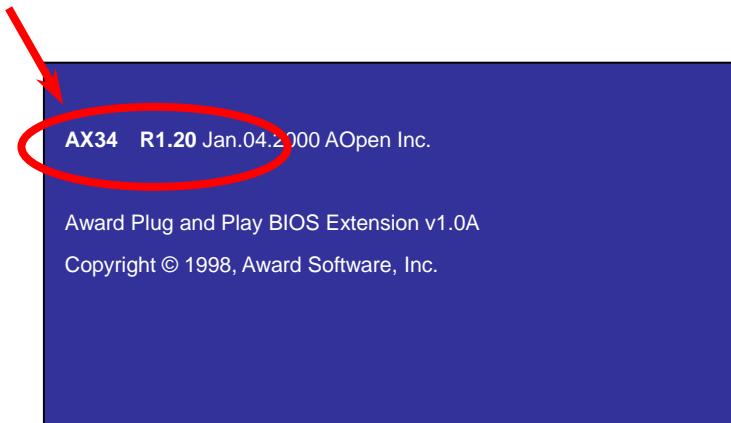 AX34 R1.20 Jan.04.2000 AOpen Inc.
Award Plug and Play BIOS Extension v1.0A
Copyright © 1998, Award Software, Inc.